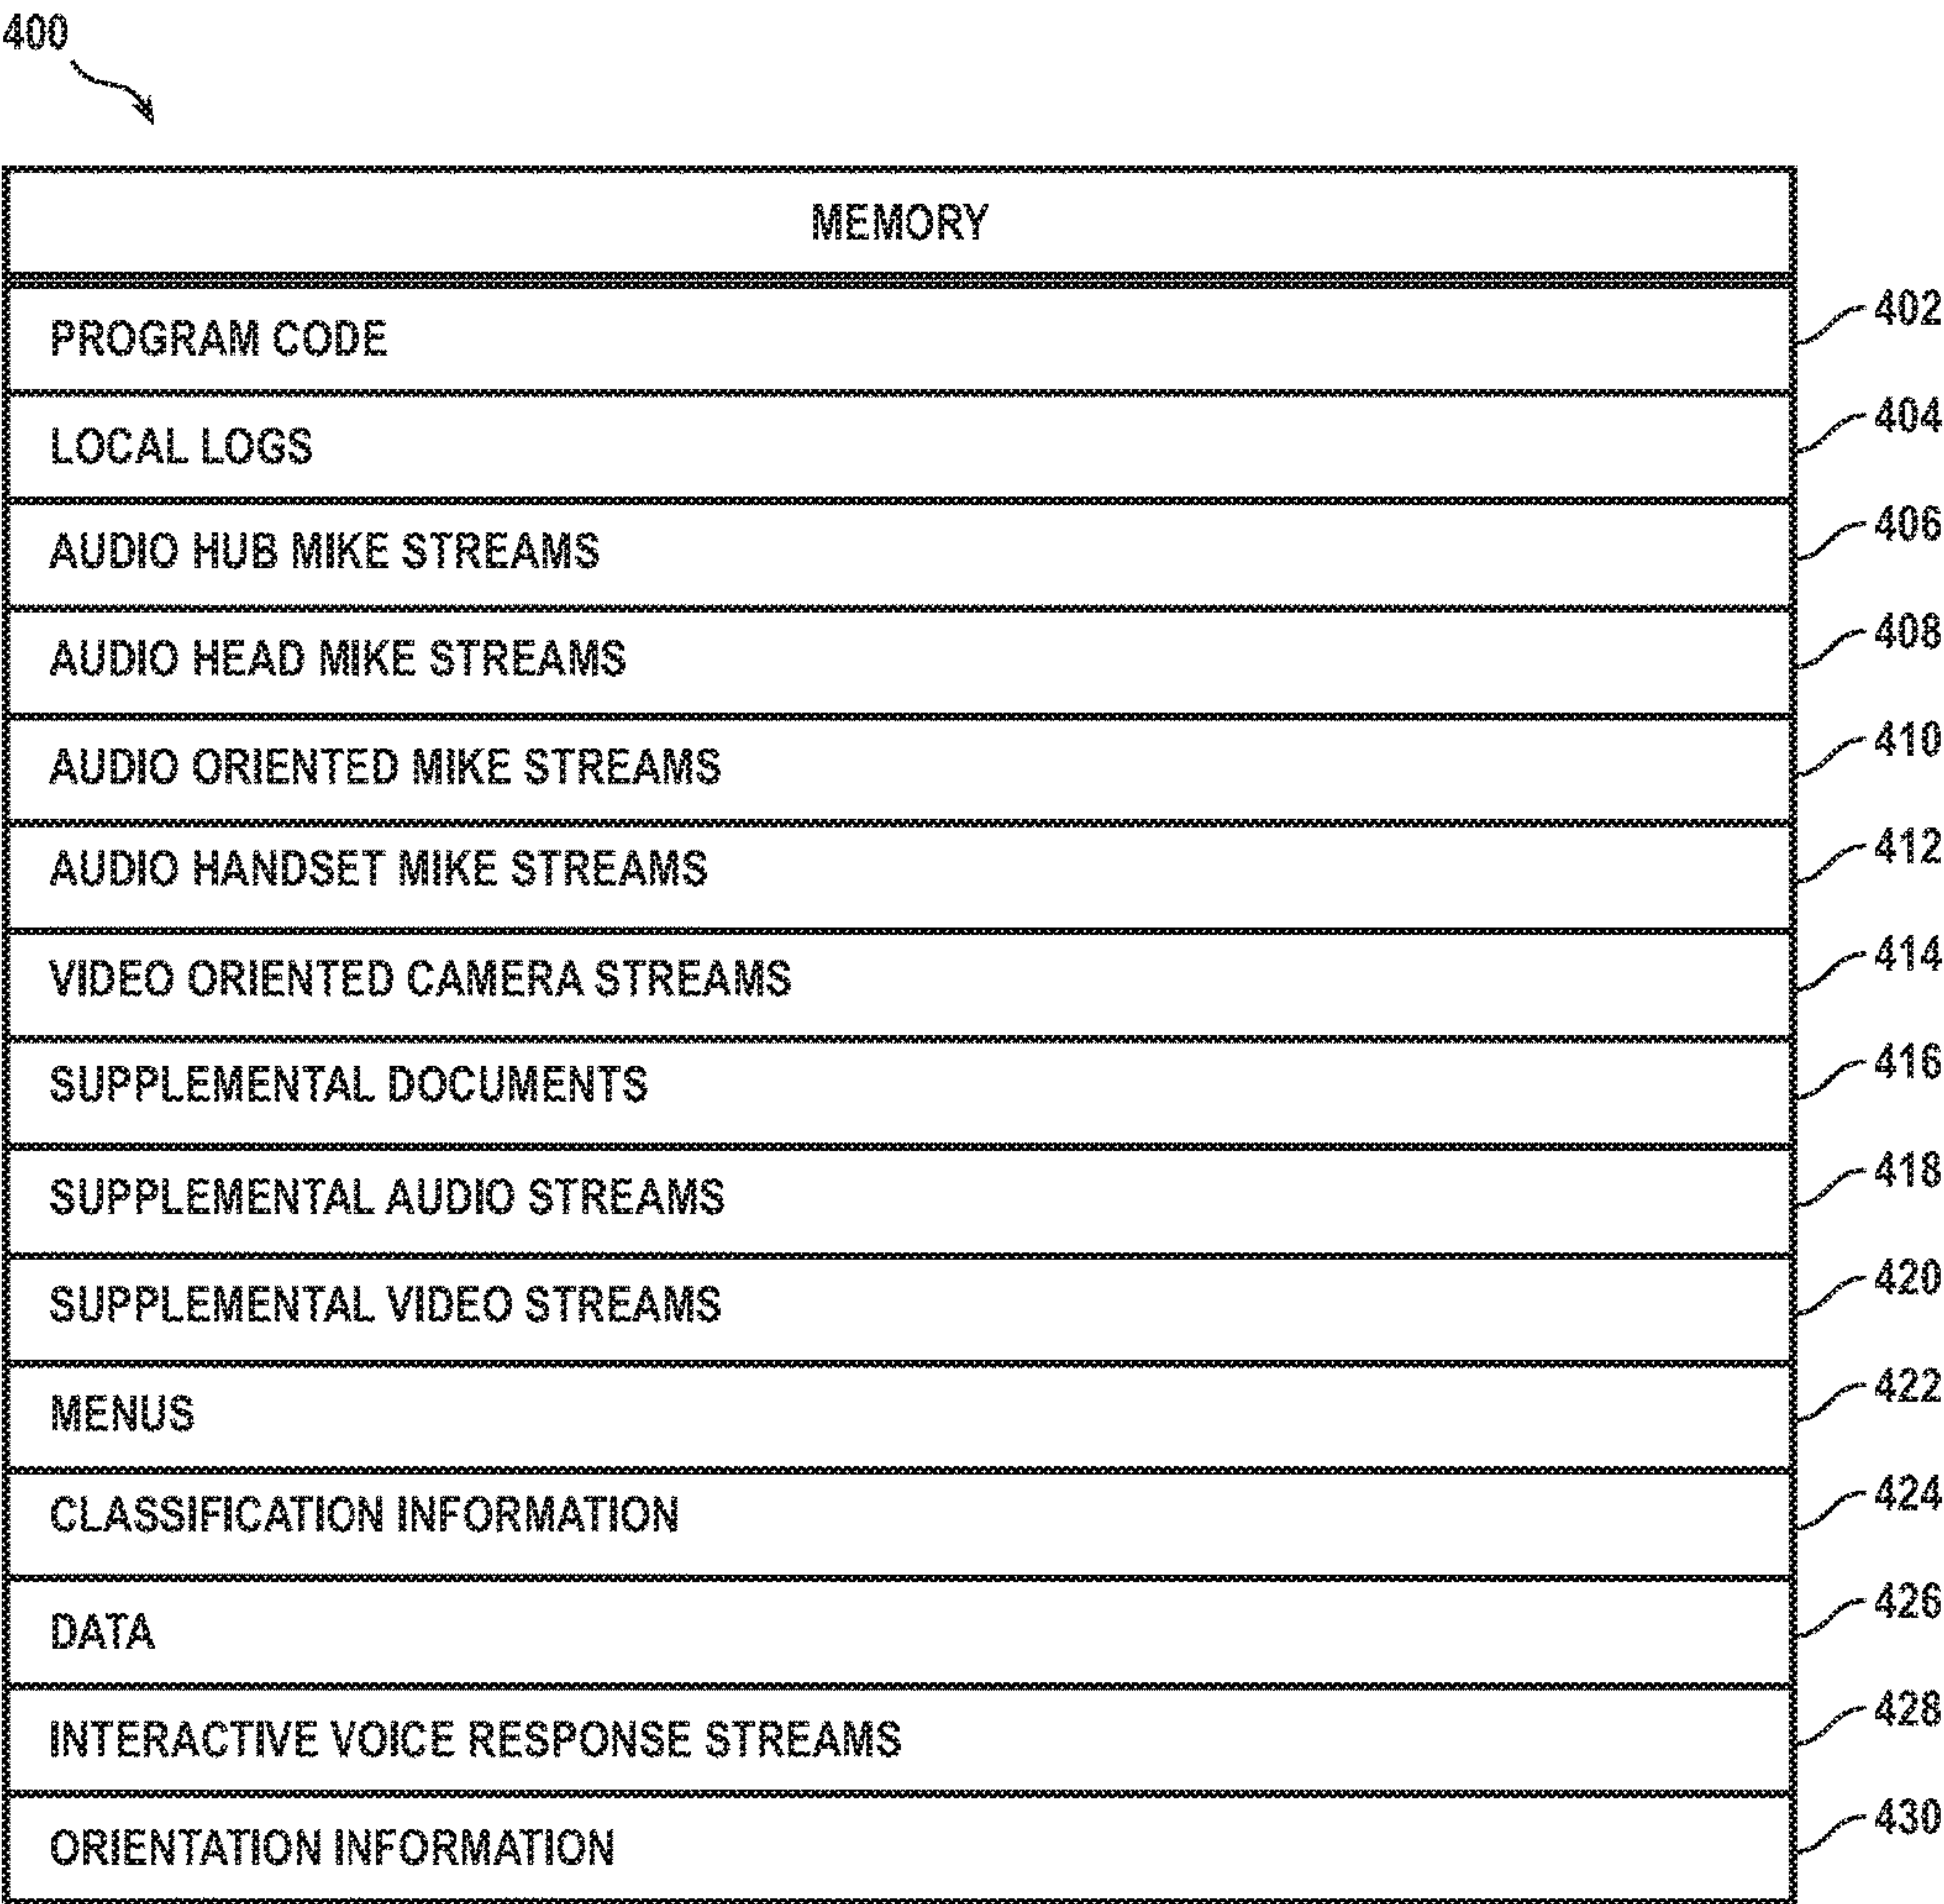 400
MEMORY
PROGRAM CODE 402
LOCAL LOGS 404
AUDIO HUB MIKE STREAMS 406
AUDIO HEAD MIKE STREAMS 408
AUDIO ORIENTED MIKE STREAMS 410
AUDIO HANDSET MIKE STREAMS 412
VIDEO ORIENTED CAMERA STREAMS 414
SUPPLEMENTAL DOCUMENTS 416
SUPPLEMENTAL AUDIO STREAMS 418
SUPPLEMENTAL VIDEO STREAMS 420
MENUS 422
CLASSIFICATION INFORMATION 424
DATA 426
INTERACTIVE VOICE RESPONSE STREAMS 428
ORIENTATION INFORMATION 430